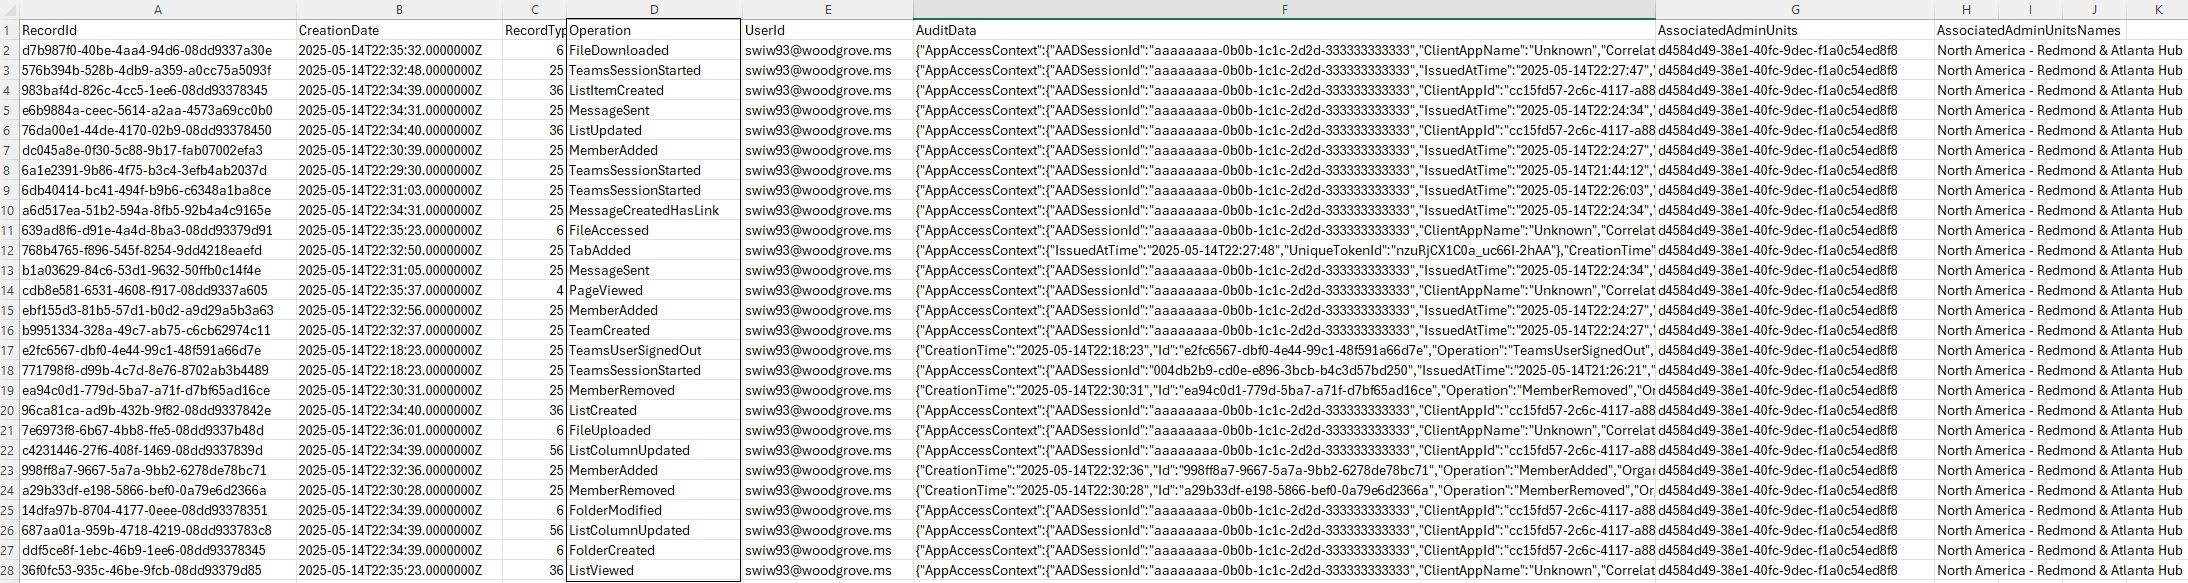 A B C D E F G H I J K
1 RecordId CreationDate RecordTyp Operation UserId AuditData AssociatedAdminUnits AssociatedAdminUnitsNames
2 d7b987f0-40be-4aa4-94d6-08dd9337a30e 2025-05-14T22:35:32.0000000Z 6 FileDownloaded swiw93@woodgrove.ms {"AppAccessContext":{"AADSessionId":"aaaaaaaa-0b0b-1c1c-2d2d-333333333333","ClientAppName":"Unknown","Correlat d4584d49-38e1-40fc-9dec-f1a0c54ed8f8 North America - Redmond & Atlanta Hub
3 576b394b-528b-4db9-a359-a0cc75a5093f 2025-05-14T22:32:48.0000000Z 25 TeamsSessionStarted swiw93@woodgrove.ms {"AppAccessContext":{"AADSessionId":"aaaaaaaa-0b0b-1c1c-2d2d-333333333333","IssuedAtTime":"2025-05-14T22:27:47"," d4584d49-38e1-40fc-9dec-f1a0c54ed8f8 North America - Redmond & Atlanta Hub
4 983baf4d-826c-4cc5-1ee6-08dd93378345 2025-05-14T22:34:39.0000000Z 36 ListItemCreated swiw93@woodgrove.ms {"AppAccessContext":{"AADSessionId":"aaaaaaaa-0b0b-1c1c-2d2d-333333333333","ClientAppId":"cc15fd57-2c6c-4117-a88 d4584d49-38e1-40fc-9dec-f1a0c54ed8f8 North America - Redmond & Atlanta Hub
5 e6b9884a-ceec-5614-a2aa-4573a69cc0b0 2025-05-14T22:34:31.0000000Z 25 MessageSent swiw93@woodgrove.ms {"AppAccessContext":{"AADSessionId":"aaaaaaaa-0b0b-1c1c-2d2d-333333333333","IssuedAtTime":"2025-05-14T22:24:34"," d4584d49-38e1-40fc-9dec-f1a0c54ed8f8 North America - Redmond & Atlanta Hub
6 76da00e1-44de-4170-02b9-08dd93378450 2025-05-14T22:34:40.0000000Z 36 ListUpdated swiw93@woodgrove.ms {"AppAccessContext":{"AADSessionId":"aaaaaaaa-0b0b-1c1c-2d2d-333333333333","ClientAppId":"cc15fd57-2c6c-4117-a88 d4584d49-38e1-40fc-9dec-f1a0c54ed8f8 North America - Redmond & Atlanta Hub
7 dc045a8e-0f30-5c88-9b17-fab07002efa3 2025-05-14T22:30:39.0000000Z 25 MemberAdded swiw93@woodgrove.ms {"AppAccessContext":{"AADSessionId":"aaaaaaaa-0b0b-1c1c-2d2d-333333333333","IssuedAtTime":"2025-05-14T22:24:27"," d4584d49-38e1-40fc-9dec-f1a0c54ed8f8 North America - Redmond & Atlanta Hub
8 6a1e2391-9b86-4f75-b3c4-3efb4ab2037d 2025-05-14T22:29:30.0000000Z 25 TeamsSessionStarted swiw93@woodgrove.ms {"AppAccessContext":{"AADSessionId":"aaaaaaaa-0b0b-1c1c-2d2d-333333333333","IssuedAtTime":"2025-05-14T21:44:12"," d4584d49-38e1-40fc-9dec-f1a0c54ed8f8 North America - Redmond & Atlanta Hub
9 6db40414-bc41-494f-b9b6-c6348a1ba8ce 2025-05-14T22:31:03.0000000Z 25 TeamsSessionStarted swiw93@woodgrove.ms {"AppAccessContext":{"AADSessionId":"aaaaaaaa-0b0b-1c1c-2d2d-333333333333","IssuedAtTime":"2025-05-14T22:26:03"," d4584d49-38e1-40fc-9dec-f1a0c54ed8f8 North America - Redmond & Atlanta Hub
10 a6d517ea-51b2-594a-8fb5-92b4a4c9165e 2025-05-14T22:34:31.0000000Z 25 MessageCreatedHasLink swiw93@woodgrove.ms {"AppAccessContext":{"AADSessionId":"aaaaaaaa-0b0b-1c1c-2d2d-333333333333","IssuedAtTime":"2025-05-14T22:24:34"," d4584d49-38e1-40fc-9dec-f1a0c54ed8f8 North America - Redmond & Atlanta Hub
11 639ad8f6-d91e-4a4d-8ba3-08dd93379d91 2025-05-14T22:35:23.0000000Z 6 FileAccessed swiw93@woodgrove.ms {"AppAccessContext":{"AADSessionId":"aaaaaaaa-0b0b-1c1c-2d2d-333333333333","ClientAppName":"Unknown","Correlat d4584d49-38e1-40fc-9dec-f1a0c54ed8f8 North America - Redmond & Atlanta Hub
12 768b4765-f896-545f-8254-9dd4218eaefd 2025-05-14T22:32:50.0000000Z 25 TabAdded swiw93@woodgrove.ms {"AppAccessContext":{"IssuedAtTime":"2025-05-14T22:27:48","UniqueTokenId":"nzuRjCX1C0a_uc66I-2hAA"},"CreationTime" d4584d49-38e1-40fc-9dec-f1a0c54ed8f8 North America - Redmond & Atlanta Hub
13 b1a03629-84c6-53d1-9632-50ffb0c14f4e 2025-05-14T22:31:05.0000000Z 25 MessageSent swiw93@woodgrove.ms {"AppAccessContext":{"AADSessionId":"aaaaaaaa-0b0b-1c1c-2d2d-333333333333","IssuedAtTime":"2025-05-14T22:24:34"," d4584d49-38e1-40fc-9dec-f1a0c54ed8f8 North America - Redmond & Atlanta Hub
14 cdb8e581-6531-4608-f917-08dd9337a605 2025-05-14T22:35:37.0000000Z 4 PageViewed swiw93@woodgrove.ms {"AppAccessContext":{"AADSessionId":"aaaaaaaa-0b0b-1c1c-2d2d-333333333333","ClientAppName":"Unknown","Correlat d4584d49-38e1-40fc-9dec-f1a0c54ed8f8 North America - Redmond & Atlanta Hub
15 ebf155d3-81b5-57d1-b0d2-a9d29a5b3a63 2025-05-14T22:32:56.0000000Z 25 MemberAdded swiw93@woodgrove.ms {"AppAccessContext":{"AADSessionId":"aaaaaaaa-0b0b-1c1c-2d2d-333333333333","IssuedAtTime":"2025-05-14T22:24:27"," d4584d49-38e1-40fc-9dec-f1a0c54ed8f8 North America - Redmond & Atlanta Hub
16 b9951334-328a-49c7-ab75-c6cb62974c11 2025-05-14T22:32:37.0000000Z 25 TeamCreated swiw93@woodgrove.ms {"AppAccessContext":{"AADSessionId":"aaaaaaaa-0b0b-1c1c-2d2d-333333333333","IssuedAtTime":"2025-05-14T22:24:27"," d4584d49-38e1-40fc-9dec-f1a0c54ed8f8 North America - Redmond & Atlanta Hub
17 e2fc6567-dbf0-4e44-99c1-48f591a66d7e 2025-05-14T22:18:23.0000000Z 25 TeamsUserSignedOut swiw93@woodgrove.ms {"CreationTime":"2025-05-14T22:18:23","Id":"e2fc6567-dbf0-4e44-99c1-48f591a66d7e","Operation":"TeamsUserSignedOut", d4584d49-38e1-40fc-9dec-f1a0c54ed8f8 North America - Redmond & Atlanta Hub
18 771798f8-d99b-4c7d-8e76-8702ab3b4489 2025-05-14T22:18:23.0000000Z 25 TeamsSessionStarted swiw93@woodgrove.ms {"AppAccessContext":{"AADSessionId":"004db2b9-cd0e-e896-3bcb-b4c3d57bd250","IssuedAtTime":"2025-05-14T21:26:21"," d4584d49-38e1-40fc-9dec-f1a0c54ed8f8 North America - Redmond & Atlanta Hub
19 ea94c0d1-779d-5ba7-a71f-d7bf65ad16ce 2025-05-14T22:30:31.0000000Z 25 MemberRemoved swiw93@woodgrove.ms {"CreationTime":"2025-05-14T22:30:31","Id":"ea94c0d1-779d-5ba7-a71f-d7bf65ad16ce","Operation":"MemberRemoved","Or d4584d49-38e1-40fc-9dec-f1a0c54ed8f8 North America - Redmond & Atlanta Hub
20 96ca81ca-ad9b-432b-9f82-08dd9337842e 2025-05-14T22:34:40.0000000Z 36 ListCreated swiw93@woodgrove.ms {"AppAccessContext":{"AADSessionId":"aaaaaaaa-0b0b-1c1c-2d2d-333333333333","ClientAppId":"cc15fd57-2c6c-4117-a88 d4584d49-38e1-40fc-9dec-f1a0c54ed8f8 North America - Redmond & Atlanta Hub
21 7e6973f8-6b67-4bb8-ffe5-08dd9337b48d 2025-05-14T22:36:01.0000000Z 6 FileUploaded swiw93@woodgrove.ms {"AppAccessContext":{"AADSessionId":"aaaaaaaa-0b0b-1c1c-2d2d-333333333333","ClientAppName":"Unknown","Correlat d4584d49-38e1-40fc-9dec-f1a0c54ed8f8 North America - Redmond & Atlanta Hub
22 c4231446-27f6-408f-1469-08dd9337839d 2025-05-14T22:34:39.0000000Z 56 ListColumnUpdated swiw93@woodgrove.ms {"AppAccessContext":{"AADSessionId":"aaaaaaaa-0b0b-1c1c-2d2d-333333333333","ClientAppId":"cc15fd57-2c6c-4117-a88 d4584d49-38e1-40fc-9dec-f1a0c54ed8f8 North America - Redmond & Atlanta Hub
23 998ff8a7-9667-5a7a-9bb2-6278de78bc71 2025-05-14T22:32:36.0000000Z 25 MemberAdded swiw93@woodgrove.ms {"CreationTime":"2025-05-14T22:32:36","Id":"998ff8a7-9667-5a7a-9bb2-6278de78bc71","Operation":"MemberAdded","Orga d4584d49-38e1-40fc-9dec-f1a0c54ed8f8 North America - Redmond & Atlanta Hub
24 a29b33df-e198-5866-bef0-0a79e6d2366a 2025-05-14T22:30:28.0000000Z 25 MemberRemoved swiw93@woodgrove.ms {"CreationTime":"2025-05-14T22:30:28","Id":"a29b33df-e198-5866-bef0-0a79e6d2366a","Operation":"MemberRemoved","Or d4584d49-38e1-40fc-9dec-f1a0c54ed8f8 North America - Redmond & Atlanta Hub
25 14dfa97b-8704-4177-0eee-08dd93378351 2025-05-14T22:34:39.0000000Z 6 FolderModified swiw93@woodgrove.ms {"AppAccessContext":{"AADSessionId":"aaaaaaaa-0b0b-1c1c-2d2d-333333333333","ClientAppId":"cc15fd57-2c6c-4117-a88 d4584d49-38e1-40fc-9dec-f1a0c54ed8f8 North America - Redmond & Atlanta Hub
26 687aa01a-959b-4718-4219-08dd933783c8 2025-05-14T22:34:39.0000000Z 56 ListColumnUpdated swiw93@woodgrove.ms {"AppAccessContext":{"AADSessionId":"aaaaaaaa-0b0b-1c1c-2d2d-333333333333","ClientAppId":"cc15fd57-2c6c-4117-a88 d4584d49-38e1-40fc-9dec-f1a0c54ed8f8 North America - Redmond & Atlanta Hub
27 ddf5ce8f-1ebc-46b9-1ee6-08dd93378345 2025-05-14T22:34:39.0000000Z 6 FolderCreated swiw93@woodgrove.ms {"AppAccessContext":{"AADSessionId":"aaaaaaaa-0b0b-1c1c-2d2d-333333333333","ClientAppId":"cc15fd57-2c6c-4117-a88 d4584d49-38e1-40fc-9dec-f1a0c54ed8f8 North America - Redmond & Atlanta Hub
28 36f0fc53-935c-46be-9fcb-08dd93379d85 2025-05-14T22:35:23.0000000Z 36 ListViewed swiw93@woodgrove.ms {"AppAccessContext":{"AADSessionId":"aaaaaaaa-0b0b-1c1c-2d2d-333333333333","ClientAppName":"Unknown","Correlat d4584d49-38e1-40fc-9dec-f1a0c54ed8f8 North America - Redmond & Atlanta Hub